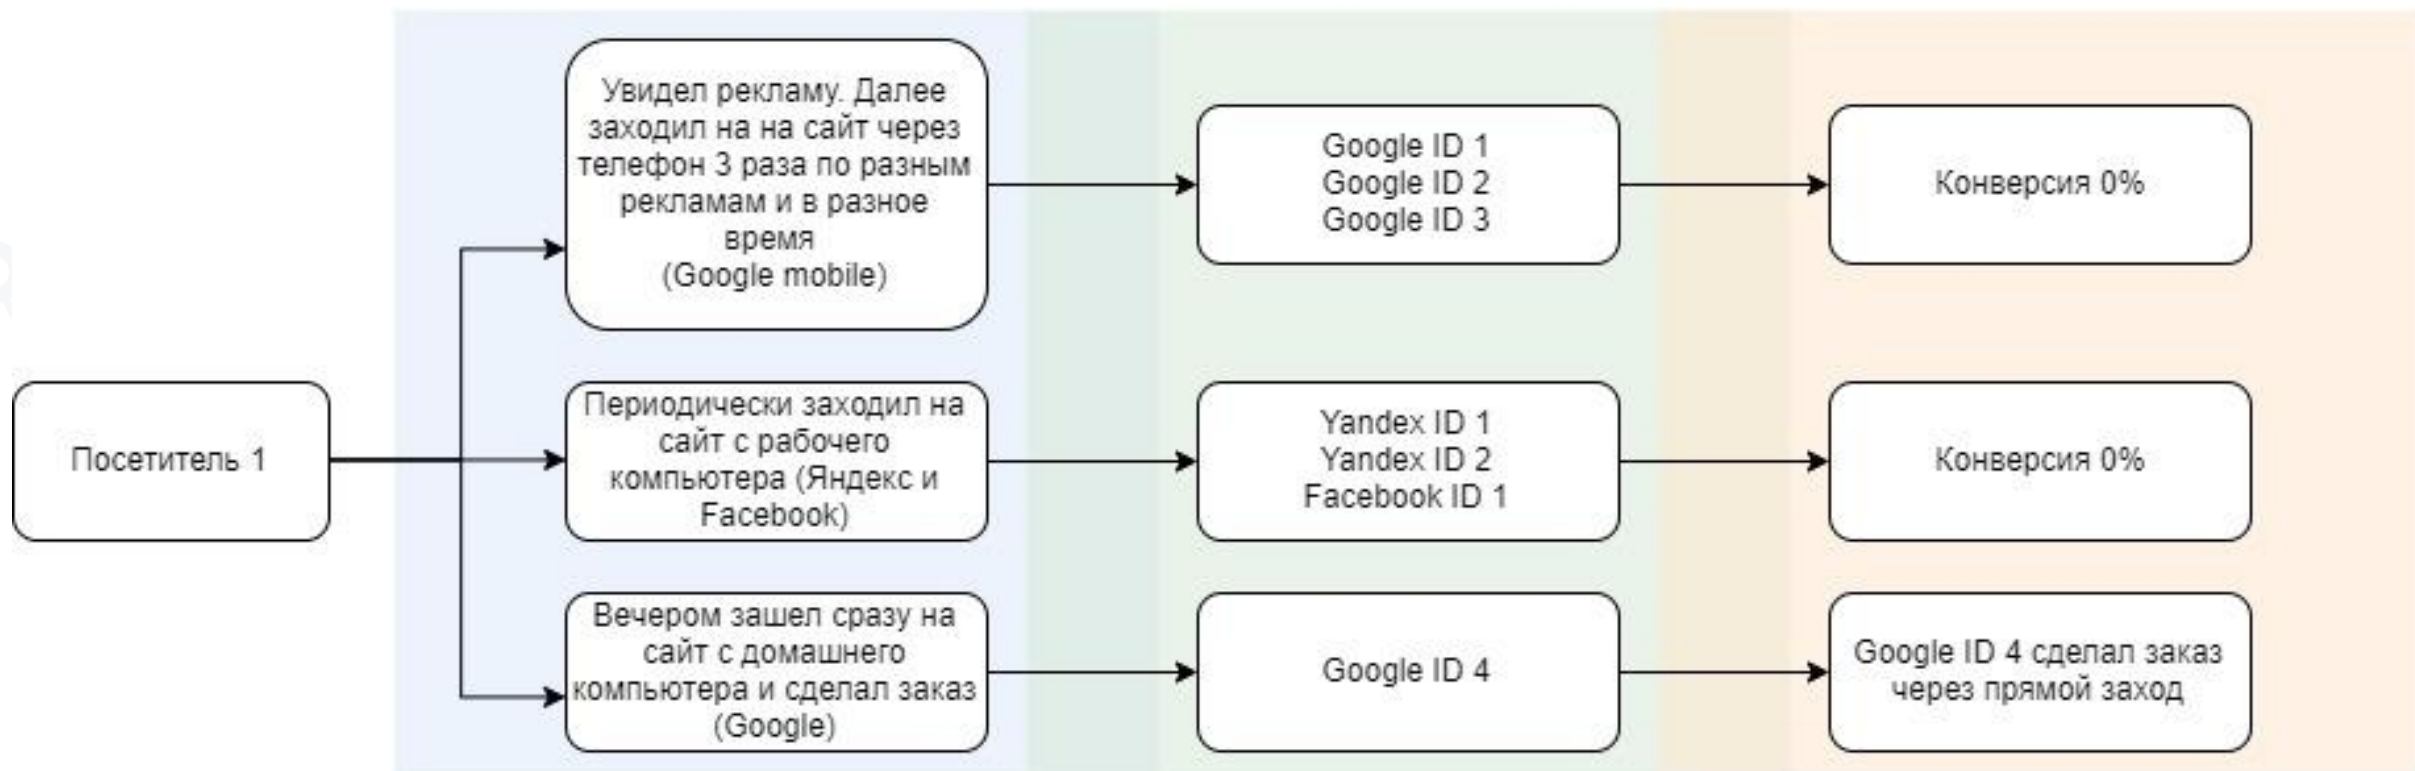 Посетитель 1
Увидел рекламу. Далее
заходил на на сайт через
телефон 3 раза по разным
рекламам и в разное
время
(Google mobile)
Google ID 1
Google ID 2
Google ID 3
Конверсия 0%
Периодически заходил на
сайт с рабочего
компьютера (Яндекс и
Facebook)
Yandex ID 1
Yandex ID 2
Facebook ID 1
Конверсия 0%
Вечером зашел сразу на
сайт с домашнего
компьютера и сделал заказ
(Google)
Google ID 4
Google ID 4 сделал заказ
через прямой заход